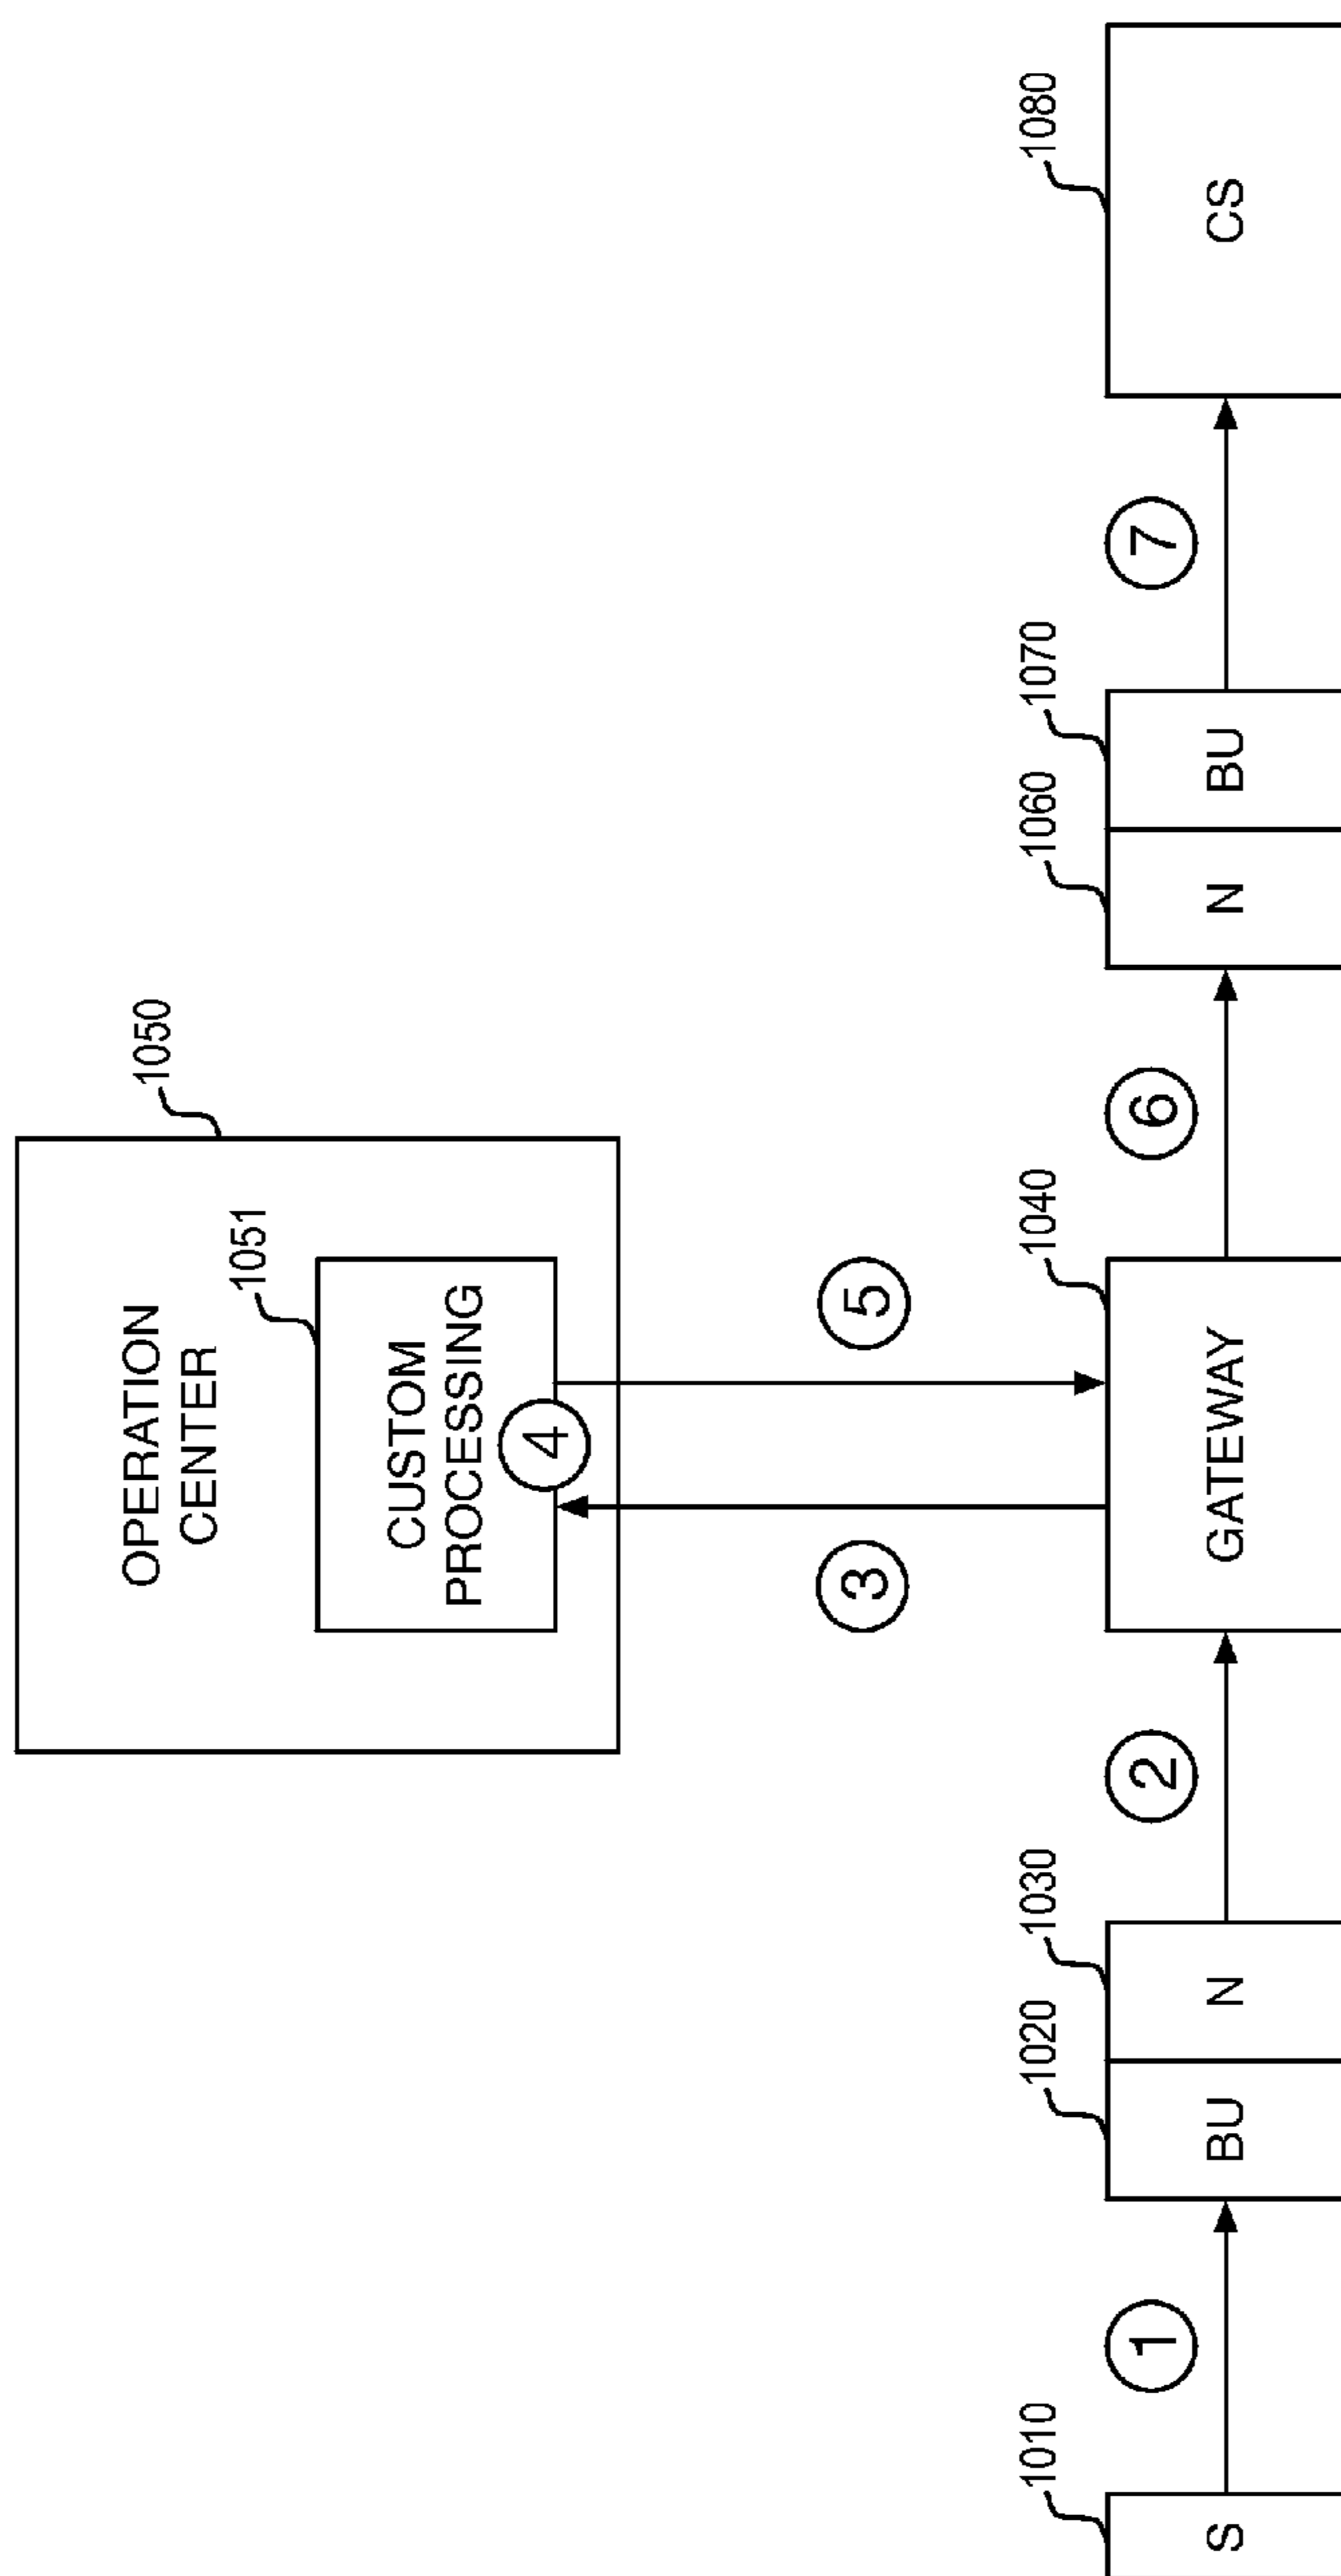 OPERATION
CENTER
1050
1051
CUSTOM
PROCESSING
4
3
5
1010
S
1
1020
BU
1030
N
2
1040
GATEWAY
6
1060
N
1070
BU
7
1080
CS